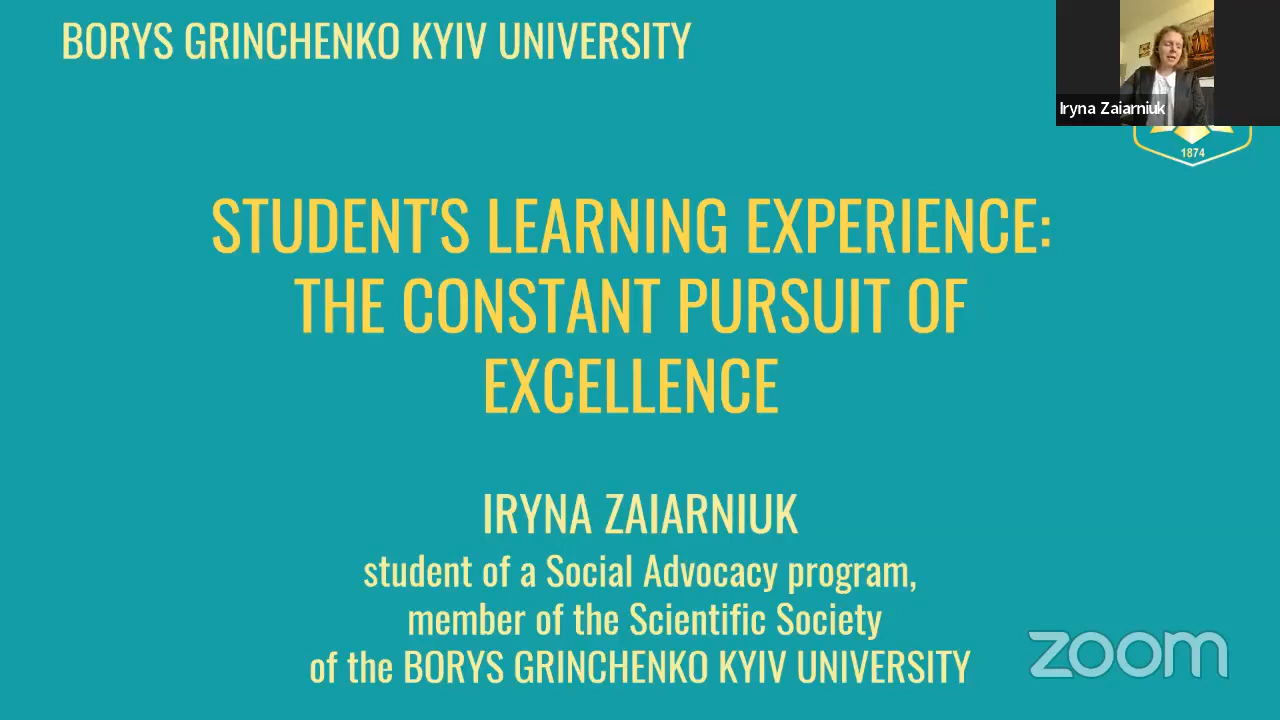 BORYS GRINCHENKO KYIV UNIVERSITY
Iryna Zaiarniuk
1874
STUDENT'S LEARNING EXPERIENCE:
THE CONSTANT PURSUIT OF
EXCELLENCE
IRYNA ZAIARNIUK
student of a Social Advocacy program,
member of the Scientific Society
of the BORYS GRINCHENKO KYIV UNIVERSITY
zoom